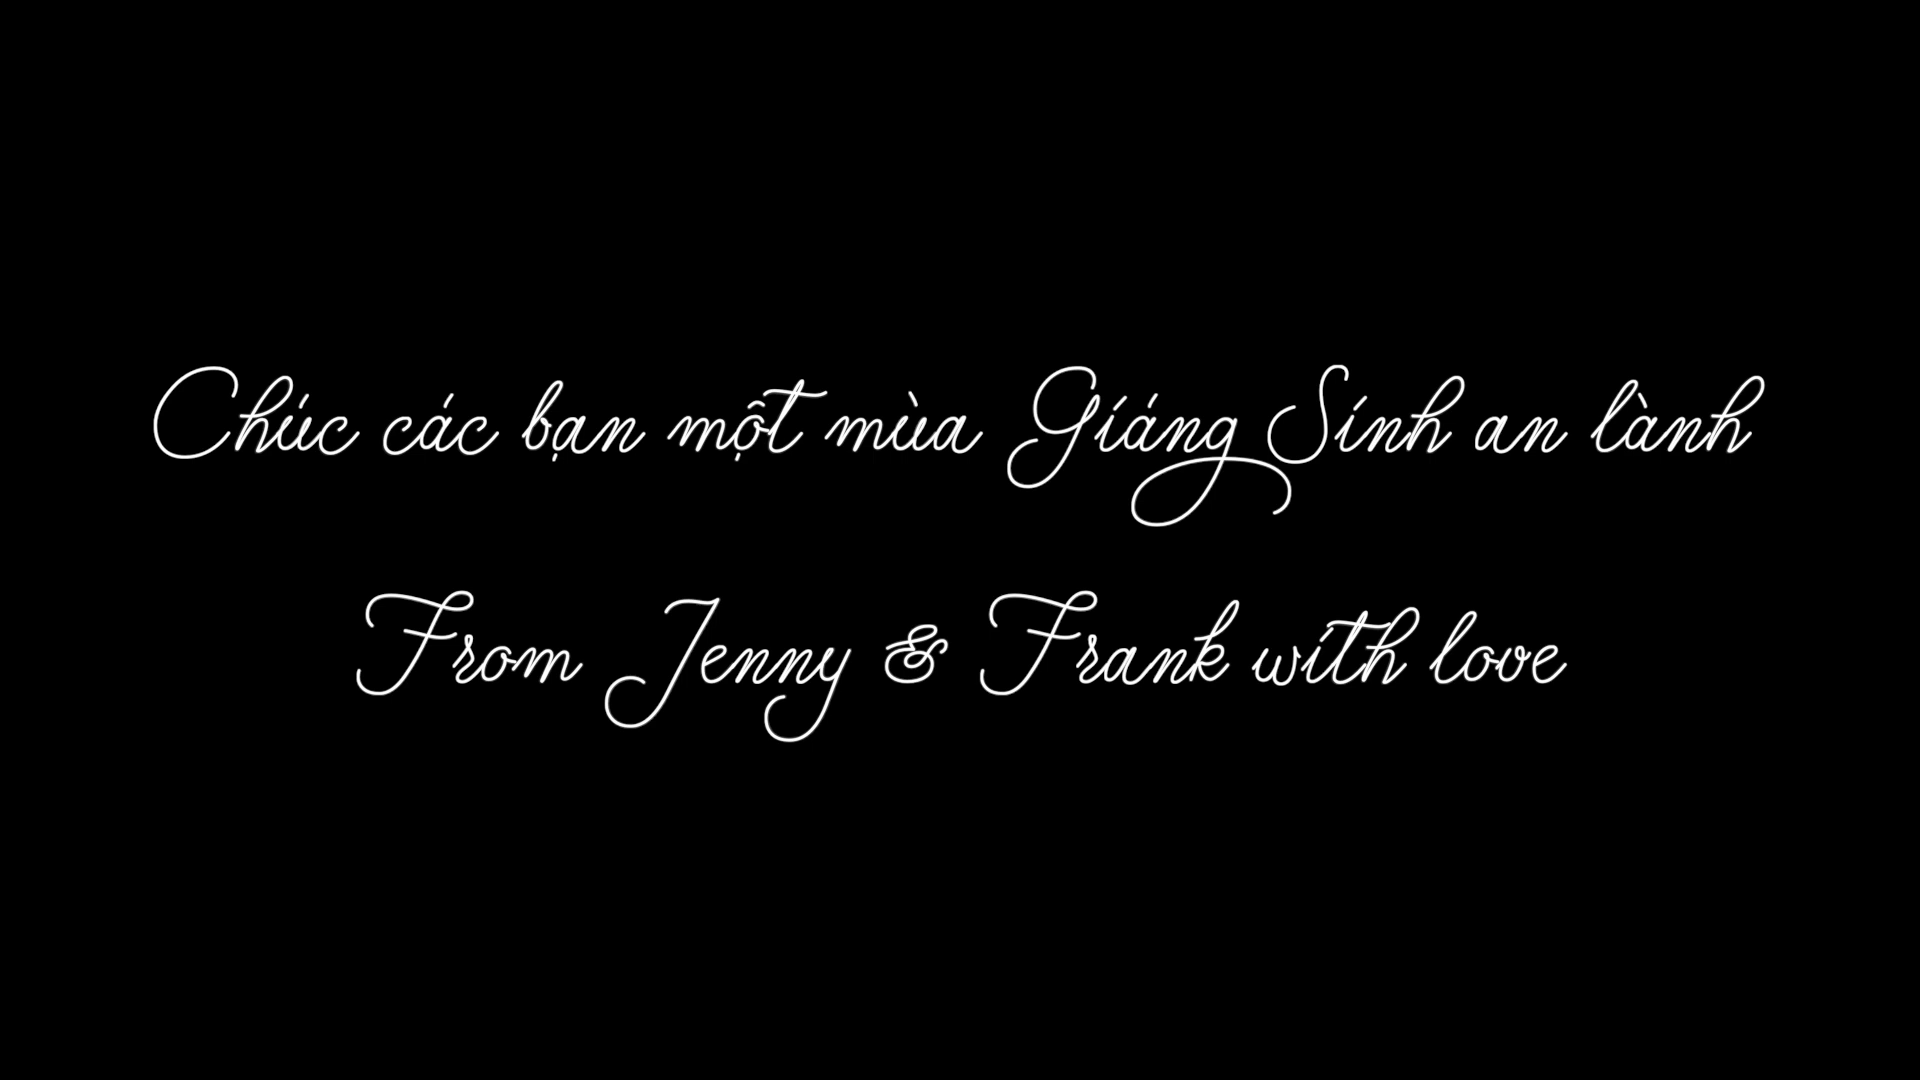 Chúc các bạn một mùa Giáng Sinh an lành
From Jenny & Frank with love